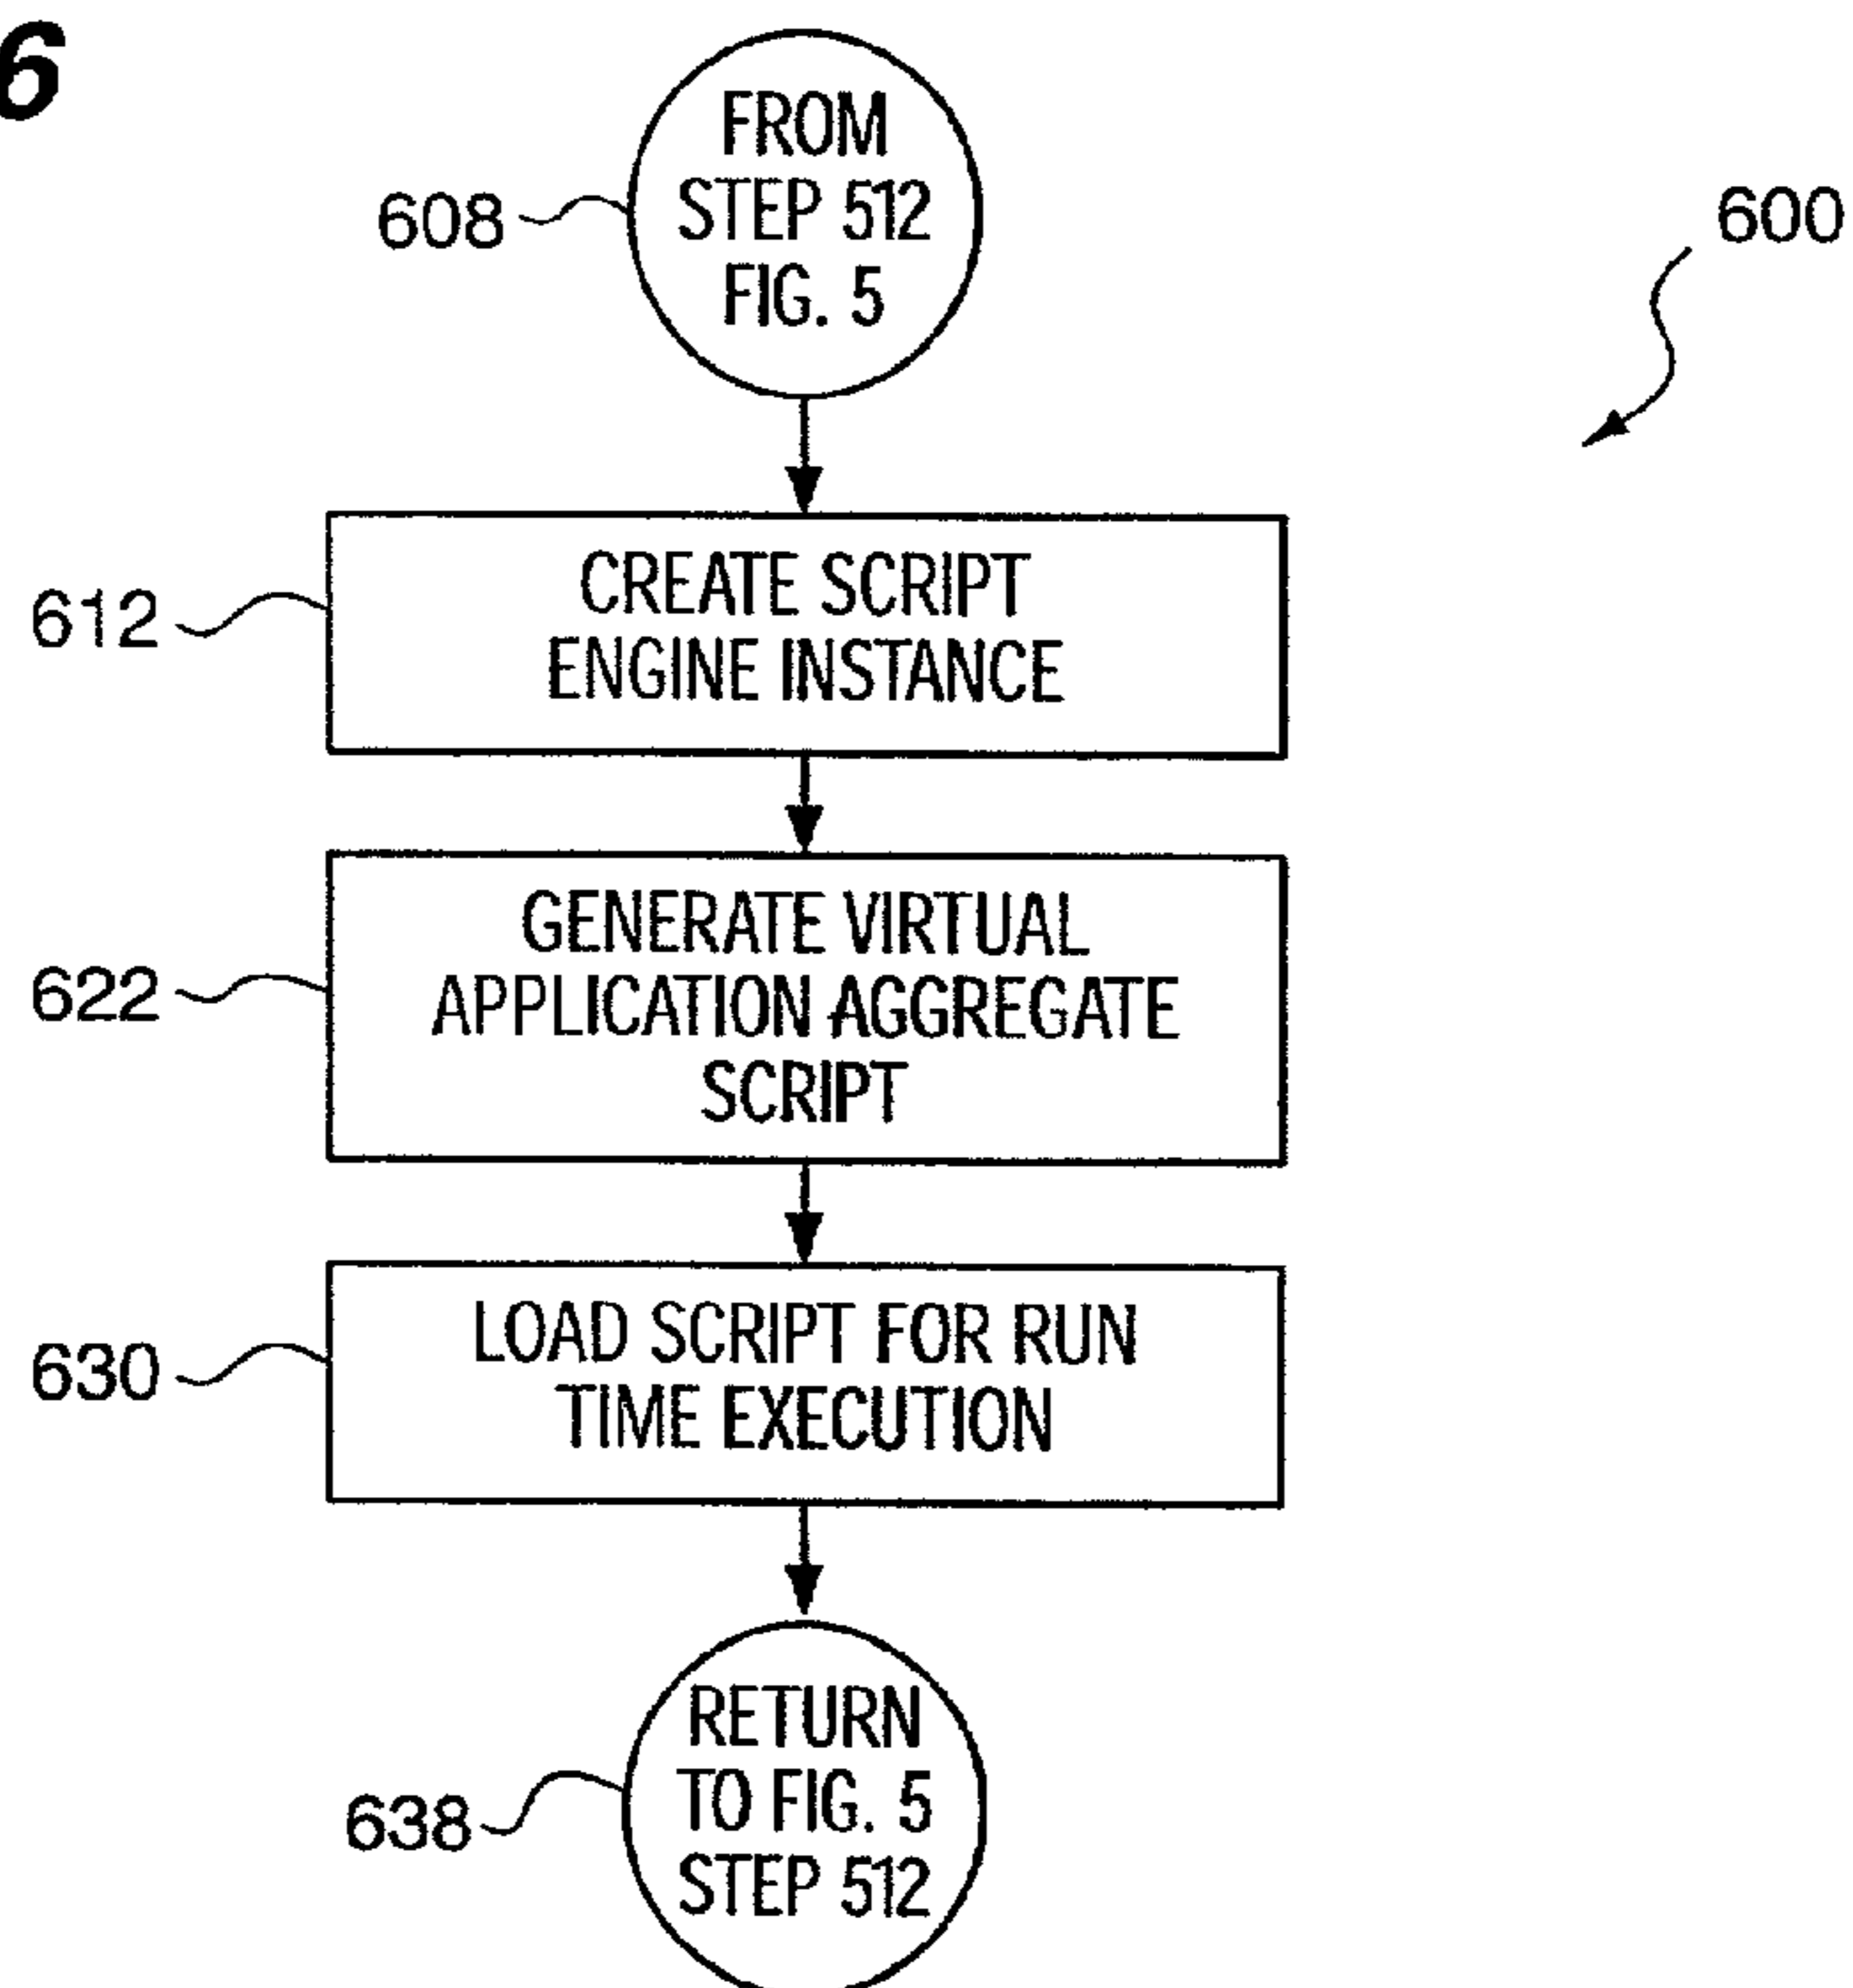 6
FROM
STEP 512
FIG. 5
608
600
CREATE SCRIPT
ENGINE INSTANCE
612
GENERATE VIRTUAL
APPLICATION AGGREGATE
SCRIPT
622
LOAD SCRIPT FOR RUN
TIME EXECUTION
630
RETURN
TO FIG. 5
STEP 512
638